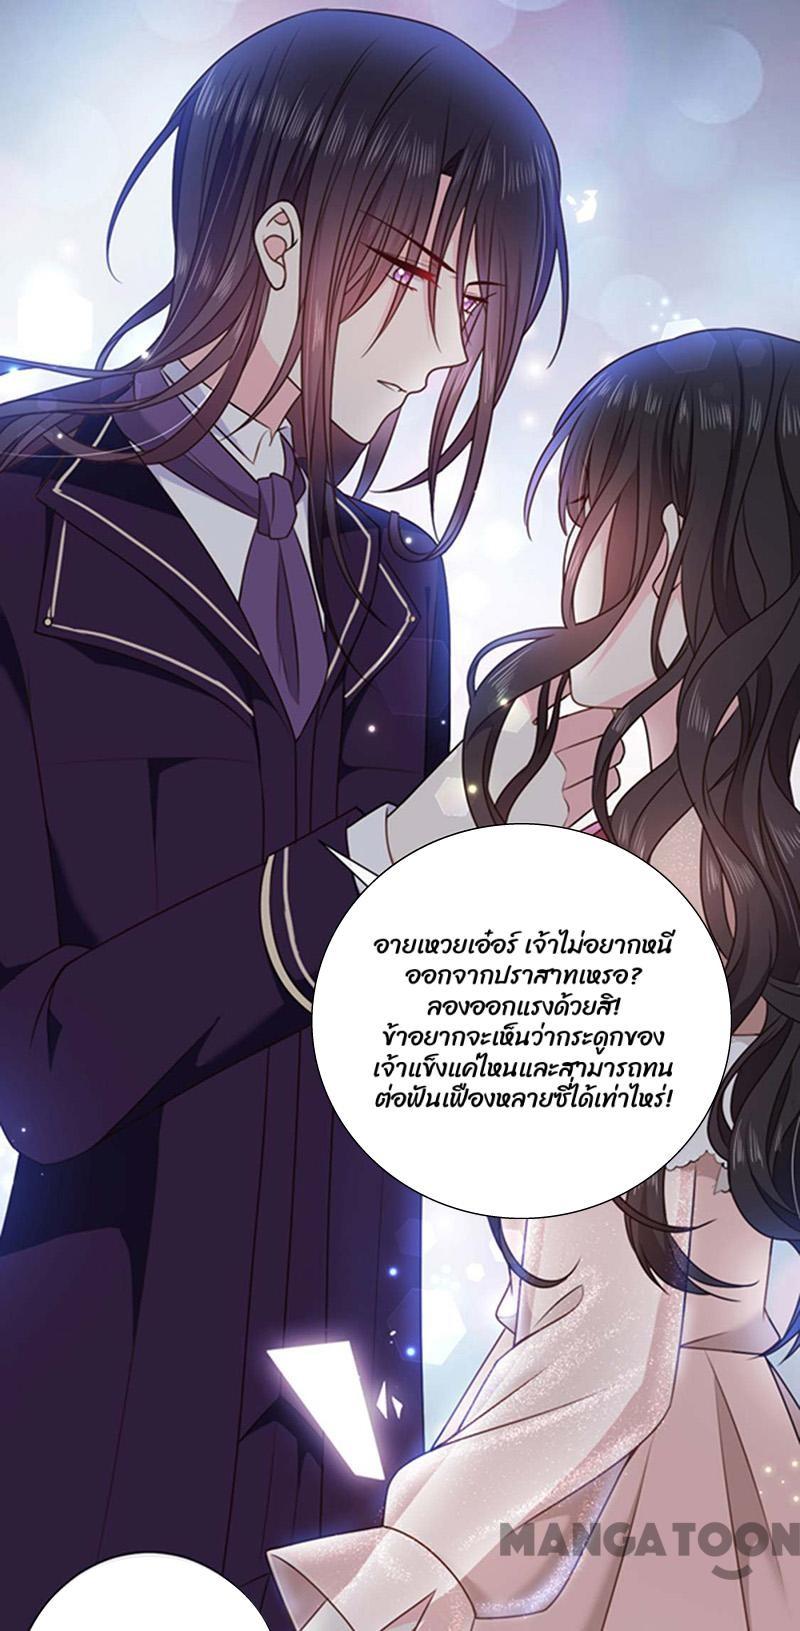 อายเหวยเอ๋อร์ เจ้าไม่อยากหนี
ออกจากปราสาทเหรอ?
ลองออกแรงด้วยสิ!
ข้าอยากจะเห็นว่ากระดูกของ
เจ้าแข็งแค่ไหนและสามารถทน
ต่อฟันเฟืองหลายซี่ได้เท่าไหร่!
MANGATOON